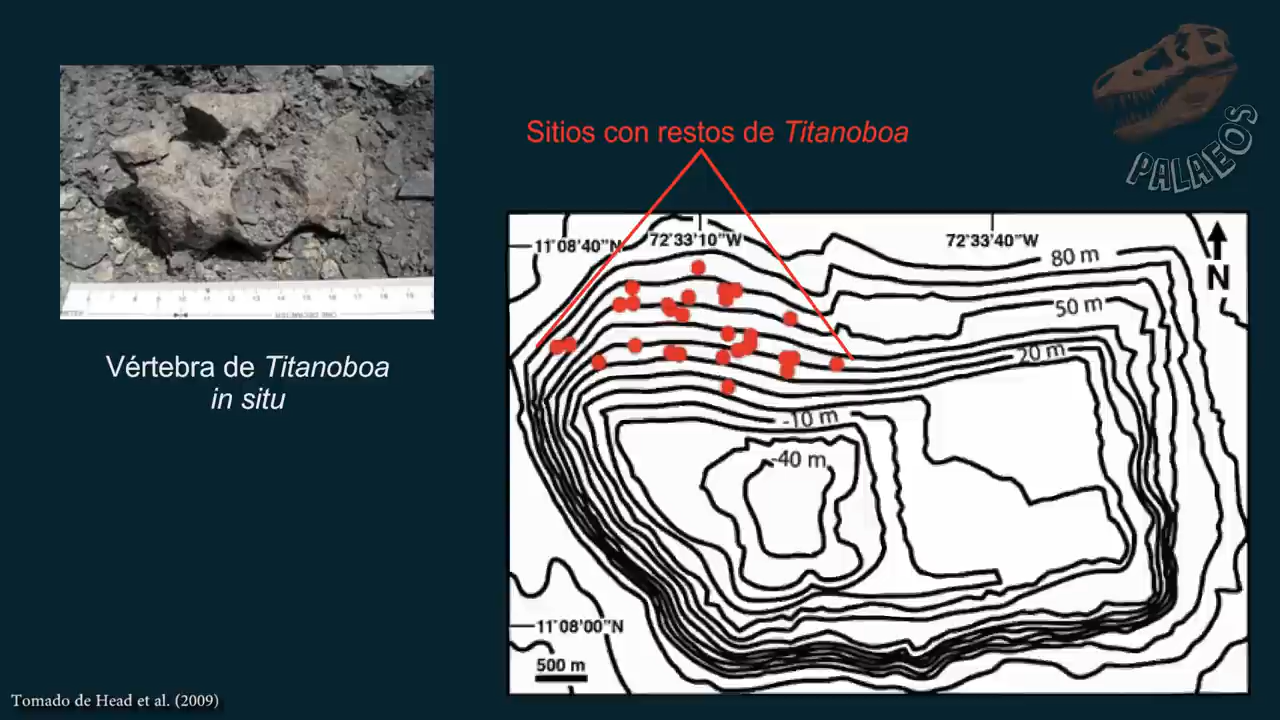 PALAEOS
Sitios con restos de Titanoboa
11°08'40"N
72°33'10"W
72°33'40"W
80 m
N
50 m
20 m
-10 m
-40 m
11°08'00"N
500 m
Vértebra de Titanoboa
in situ
Tomado de Head et al. (2009)